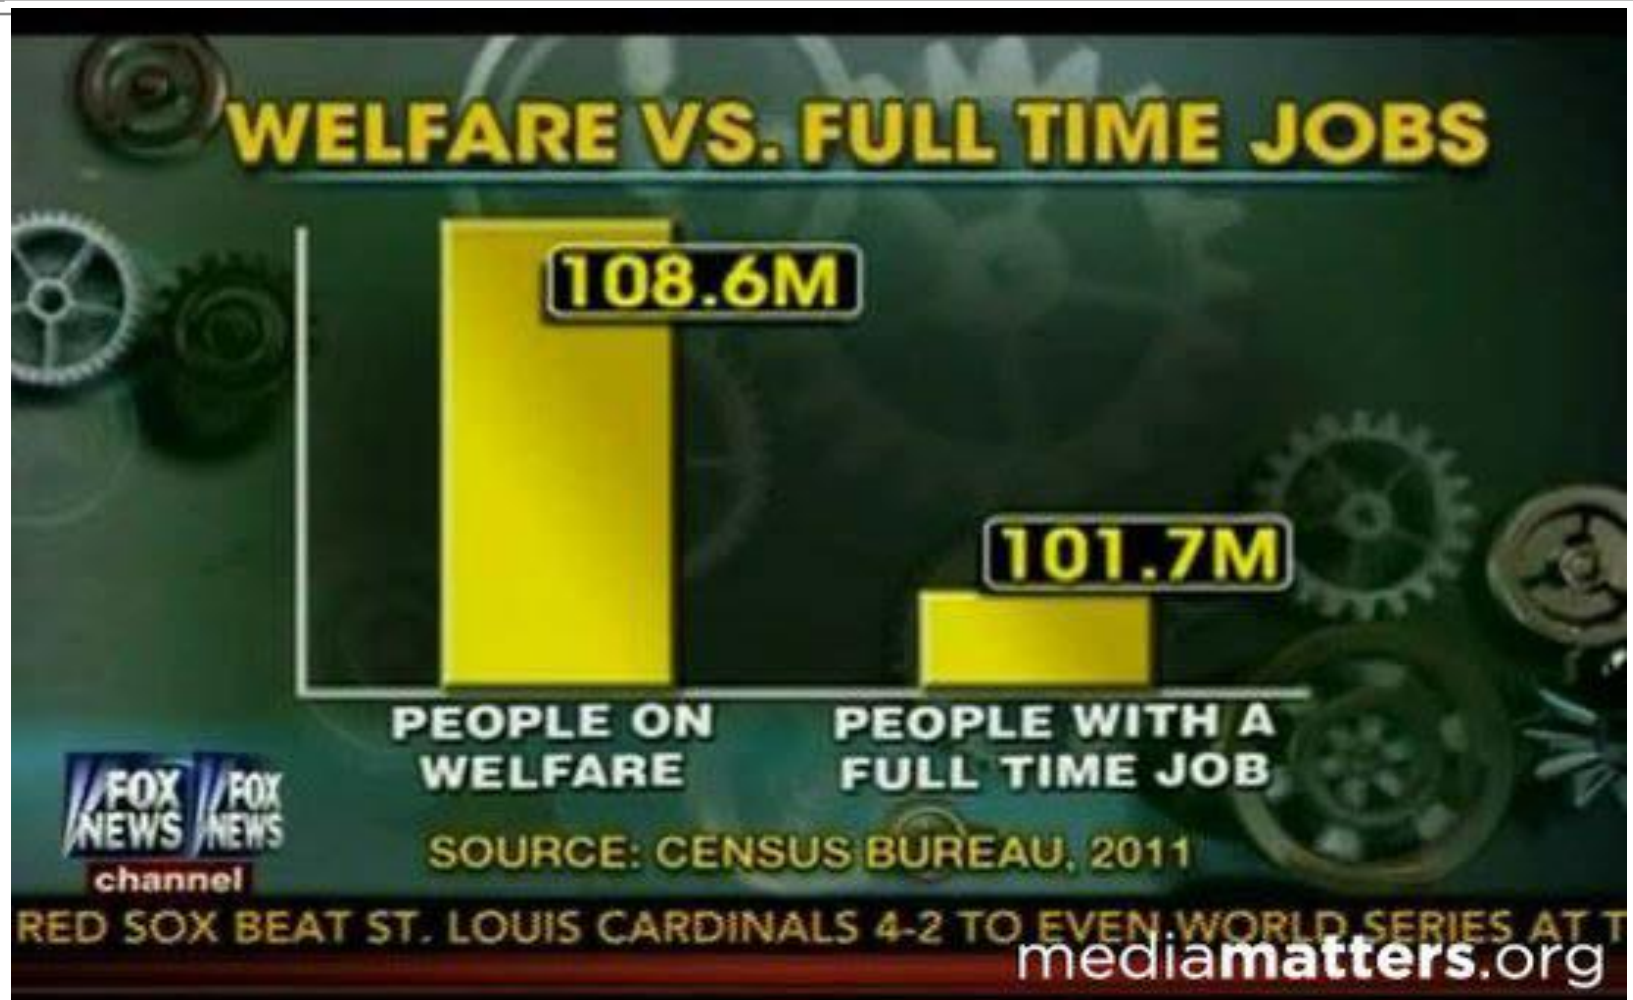 WELFARE VS. FULL TIME JOBS
108.6M
101.7M
PEOPLE ON
WELFARE
PEOPLE WITH A
FULL TIME JOB
SOURCE: CENSUS BUREAU, 2011
FOX
NEWS
channel
FOX
NEWS
RED SOX BEAT ST. LOUIS CARDINALS 4-2 TO EVEN WORLD SERIES AT T
mediamatters.org